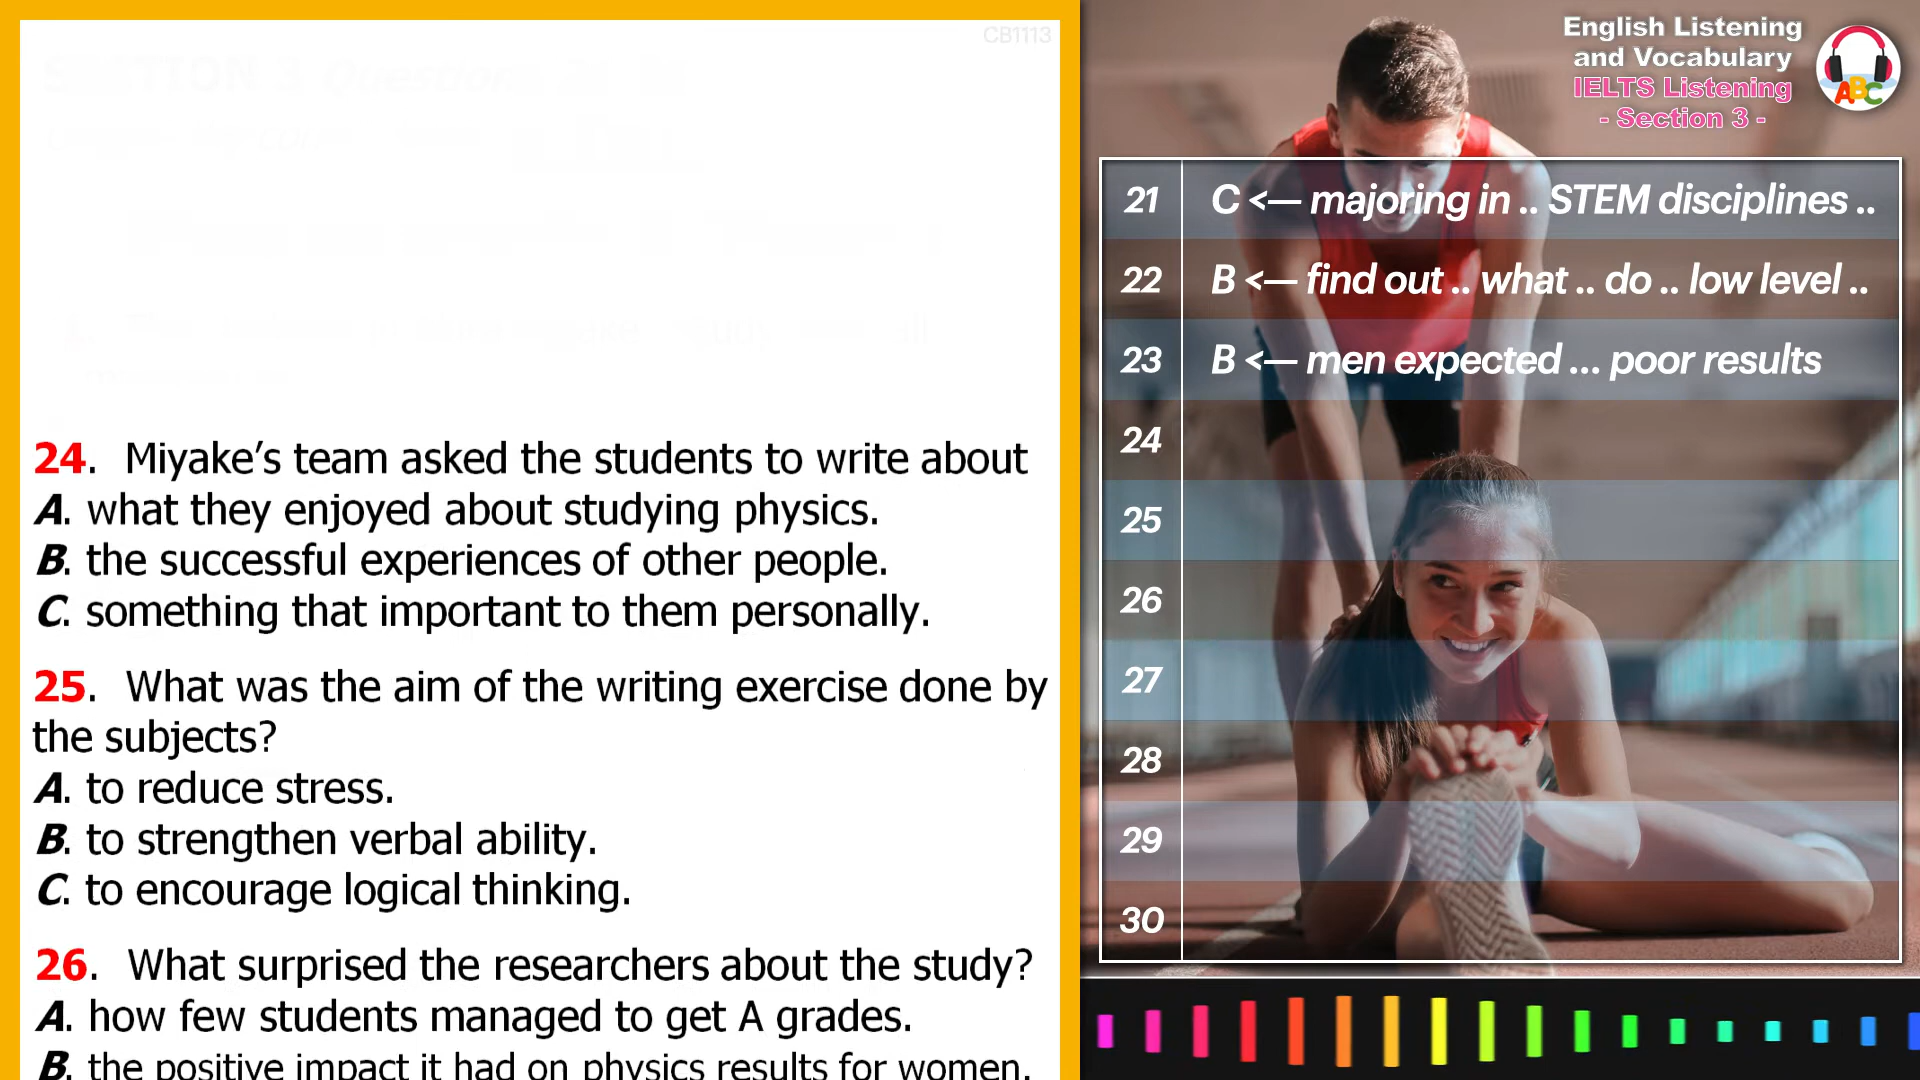 CB1113
24. Miyake’s team asked the students to write about
A. what they enjoyed about studying physics.
B. the successful experiences of other people.
C. something that important to them personally.
25. What was the aim of the writing exercise done by
the subjects?
A. to reduce stress.
B. to strengthen verbal ability.
C. to encourage logical thinking.
26. What surprised the researchers about the study?
A. how few students managed to get A grades.
B. the positive impact it had on physics results for women.
English Listening
and Vocabulary
IELTS Listening
- Section 3 -
ABC
21 C <— majoring in .. STEM disciplines ..
22 B <— find out .. what .. do .. low level ..
23 B <— men expected ... poor results
24
25
26
27
28
29
30